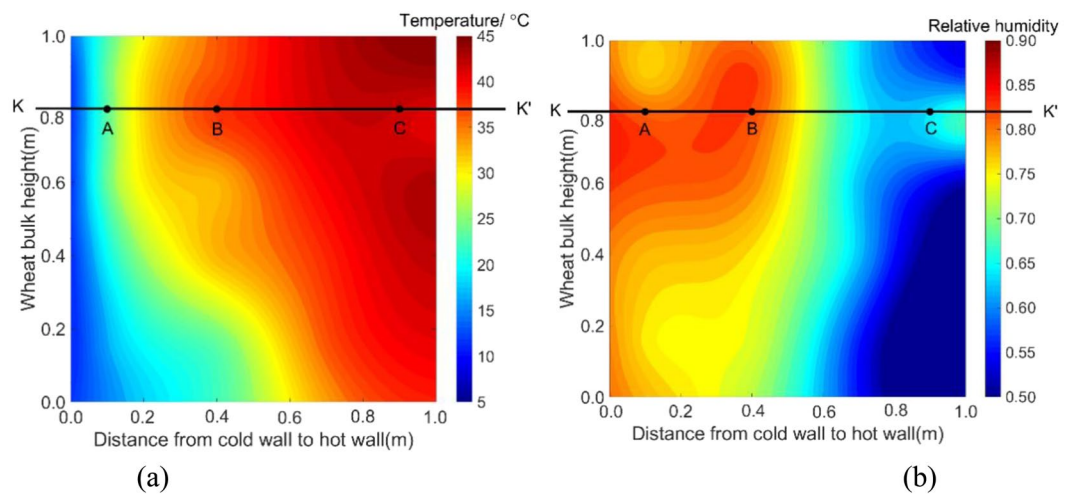 Temperature/ °C
1.0
0.8
0.6
0.4
0.2
0.0
Wheat bulk height(m)
K
A
B
C
K'
0.0 0.2 0.4 0.6 0.8 1.0
Distance from cold wall to hot wall(m)
45
40
35
30
25
20
15
10
5
(a)
Relative humidity
1.0
0.8
0.6
0.4
0.2
0.0
Wheat bulk height(m)
K
A
B
C
K'
0.0 0.2 0.4 0.6 0.8 1.0
Distance from cold wall to hot wall(m)
0.90
0.85
0.80
0.75
0.70
0.65
0.60
0.55
0.50
(b)